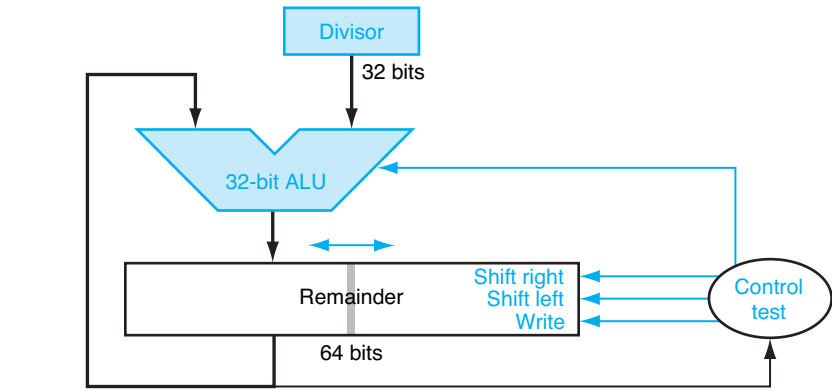 Divisor
32 bits
32-bit ALU
Remainder
Shift right
Shift left
Write
64 bits
Control
test